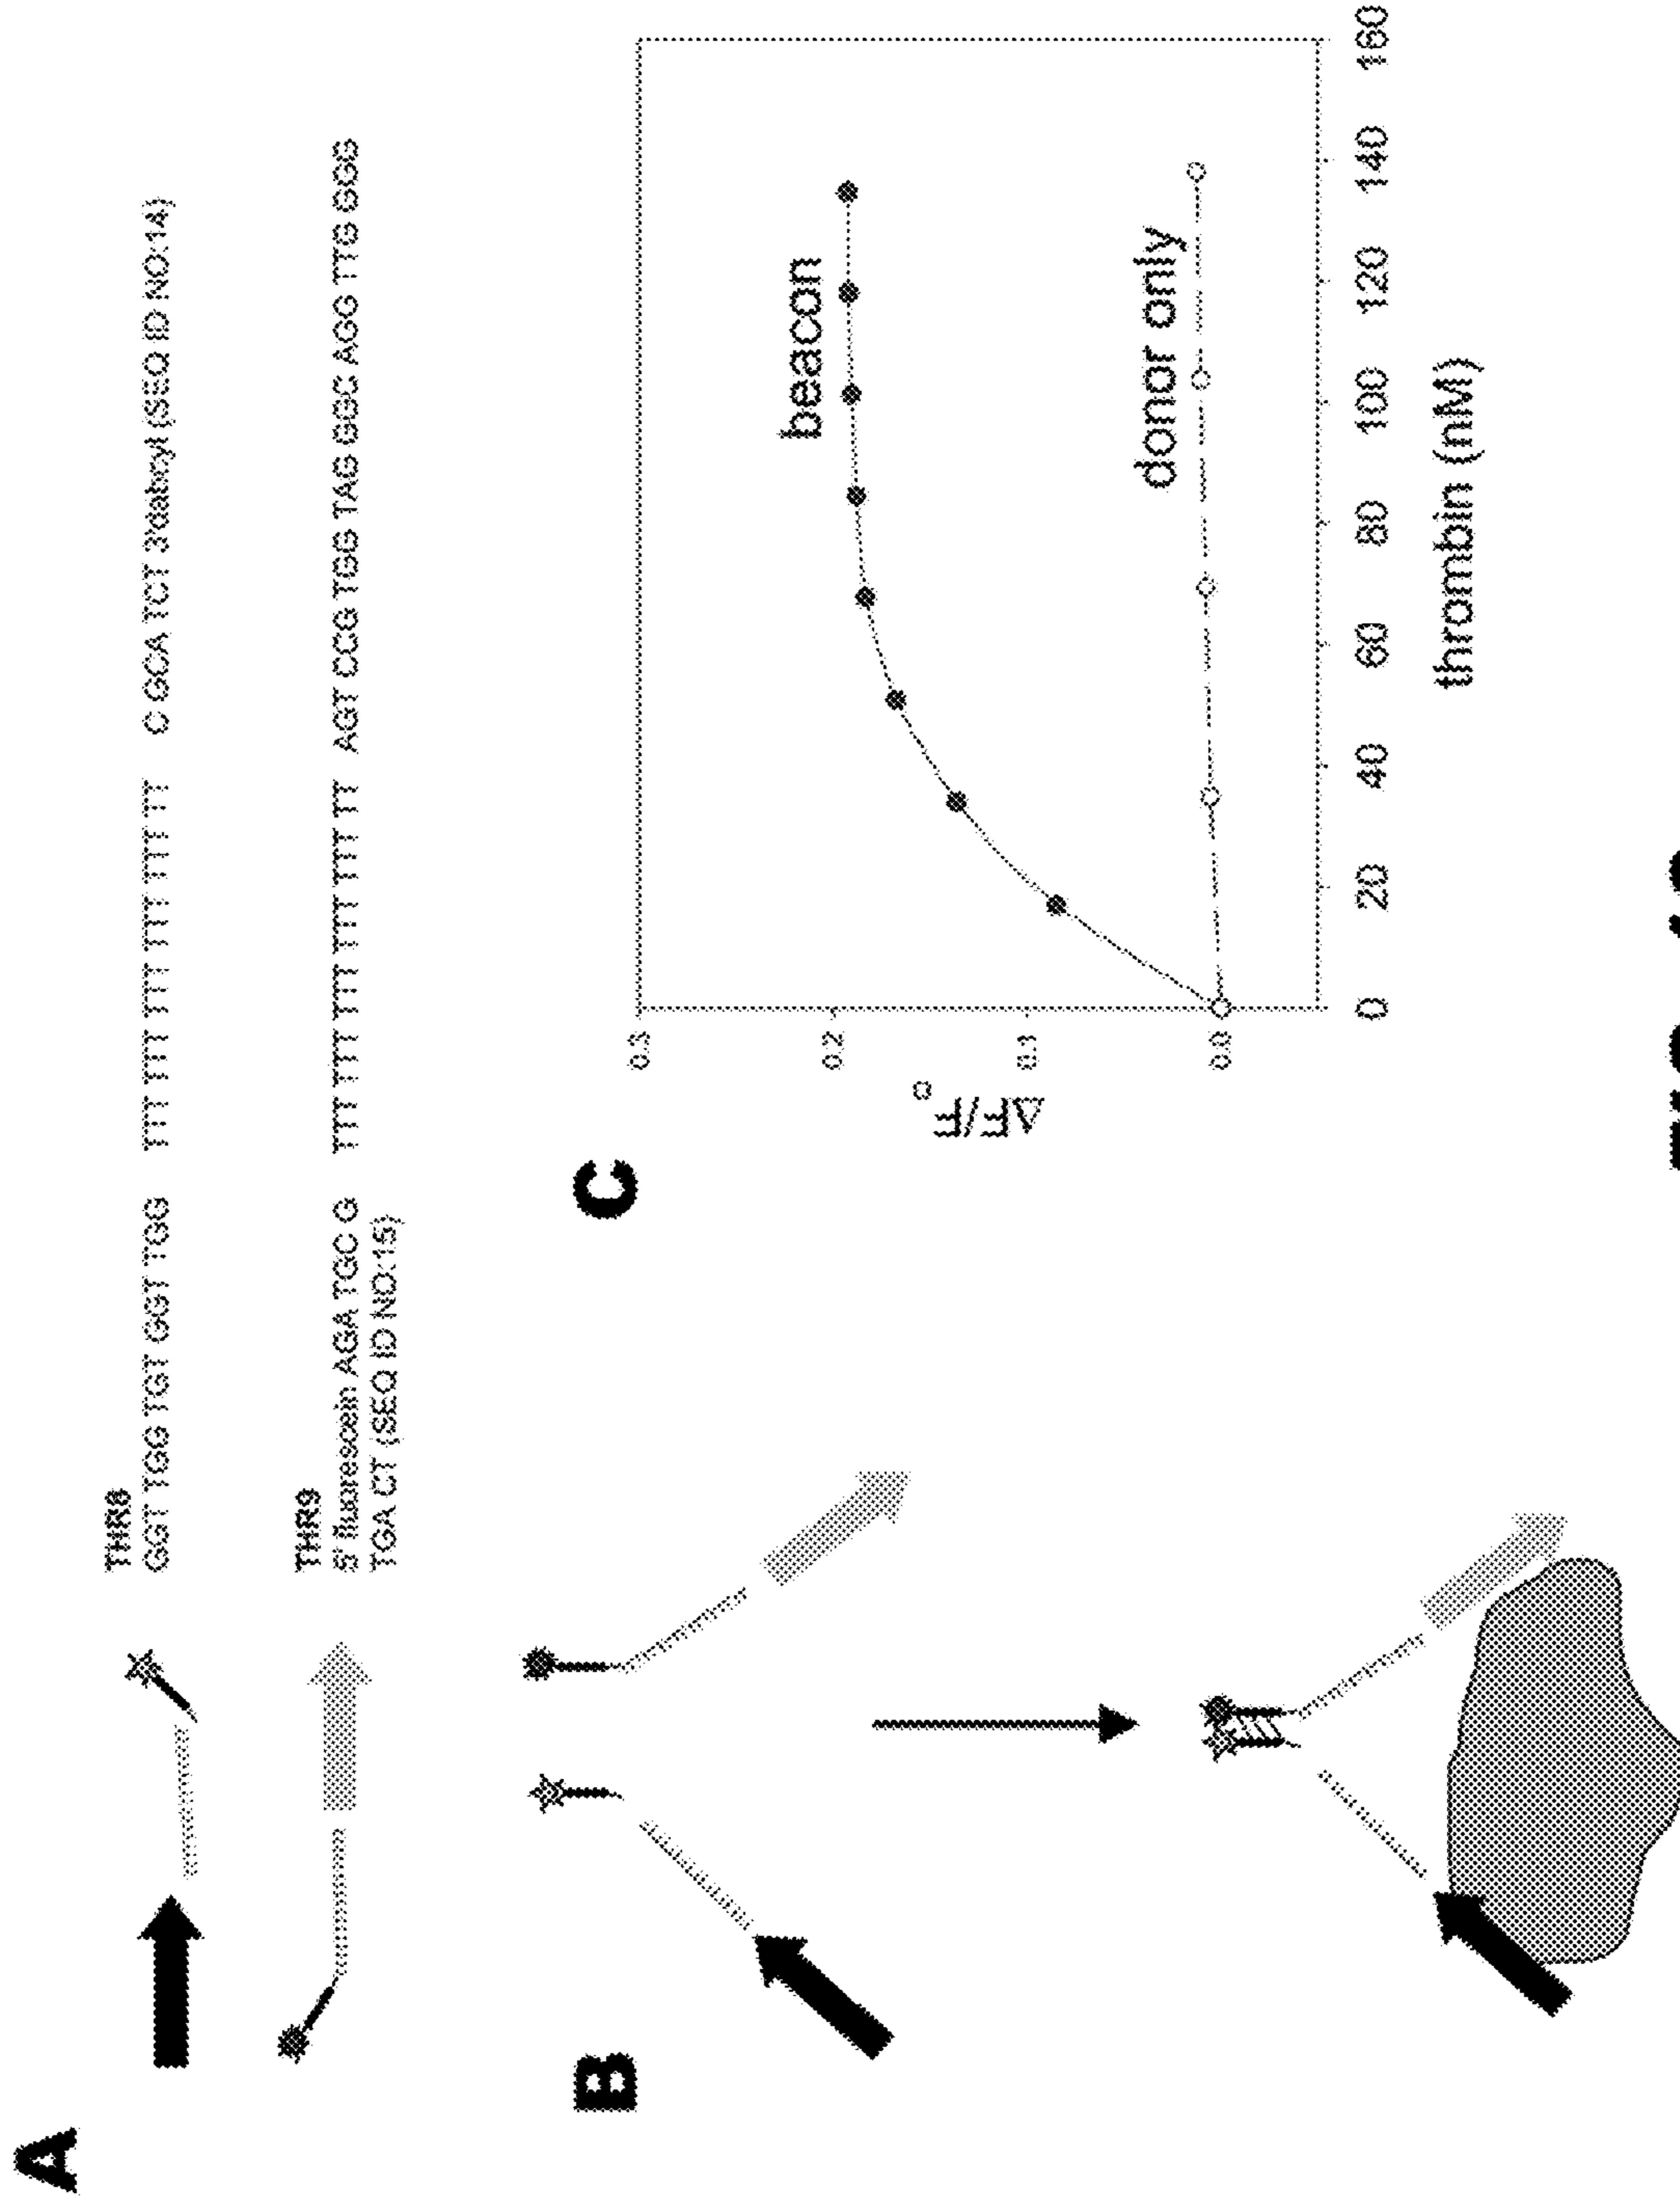 A
THR8
GGT TGG TGT GGT TGG TTT TTT TTT TTT TTT TTT TT C GCA TCT 3'dabcyl (SEQ ID NO:14)
THR9
5' fluorescein AGA TGC G TTT TTT TTT TTT TTT TTT TT AGT CCG TGG TAG GGC AGG TTG GGG
TGA CT (SEQ ID NO:15)
B
C
ΔF/Fo
0.3
0.2
0.1
0.0
beacon
donor only
0 20 40 60 80 100 120 140 160
thrombin (nM)